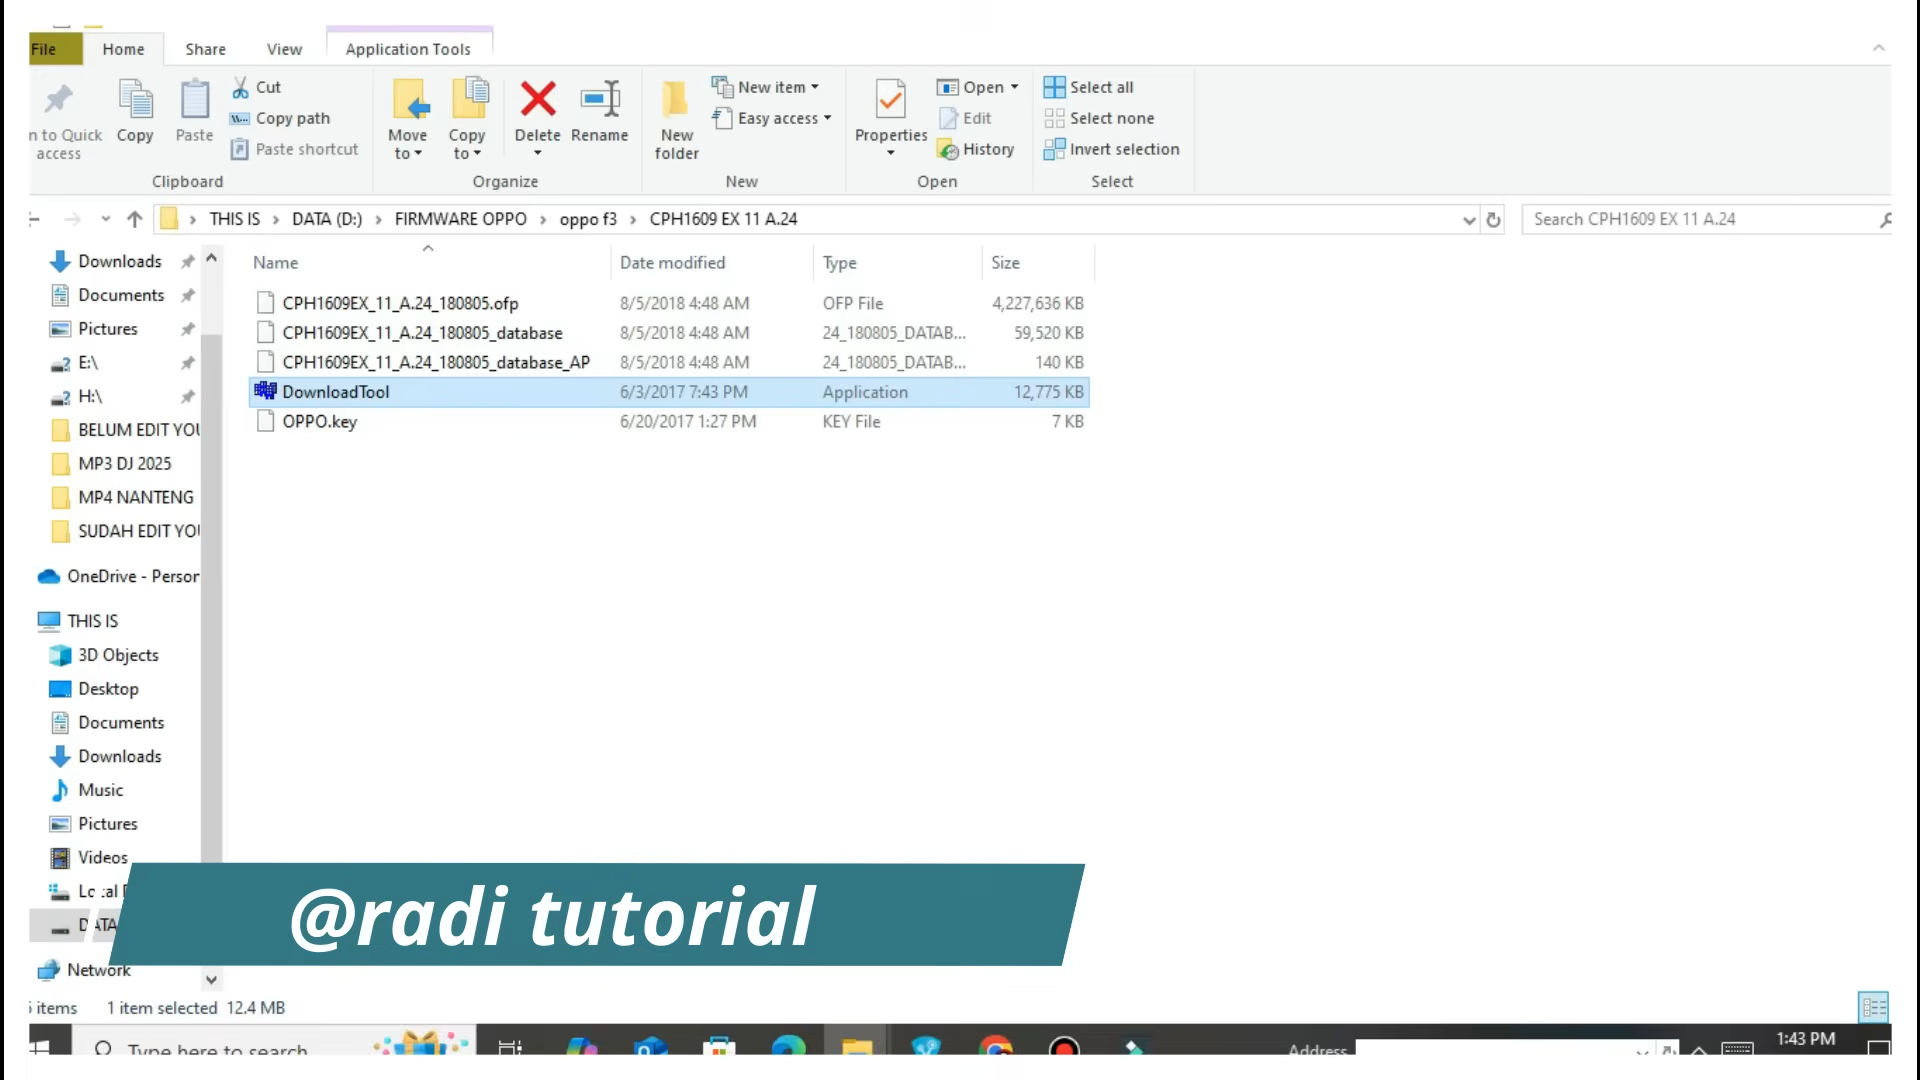 File Home Share View Application Tools
Cut
Copy path
Paste shortcut
n to Quick access
Copy
Paste
Clipboard
Move to
Copy to
Delete
Rename
Organize
New folder
New item
Easy access
New
Properties
Open
Edit
History
Open
Select all
Select none
Invert selection
Select
THIS IS > DATA (D:) > FIRMWARE OPPO > oppo f3 > CPH1609 EX 11 A.24
Search CPH1609 EX 11 A.24
Name Date modified Type Size
CPH1609EX_11_A.24_180805.ofp 8/5/2018 4:48 AM OFP File 4,227,636 KB
CPH1609EX_11_A.24_180805_database 8/5/2018 4:48 AM 24_180805_DATAB... 59,520 KB
CPH1609EX_11_A.24_180805_database_AP 8/5/2018 4:48 AM 24_180805_DATAB... 140 KB
DownloadTool 6/3/2017 7:43 PM Application 12,775 KB
OPPO.key 6/20/2017 1:27 PM KEY File 7 KB
Downloads
Documents
Pictures
E:\
H:\
BELUM EDIT YOU
MP3 DJ 2025
MP4 NANTENG
SUDAH EDIT YO
OneDrive - Person
THIS IS
3D Objects
Desktop
Documents
Downloads
Music
Pictures
Videos
DATA
Network
@radi tutorial
items 1 item selected 12.4 MB
Type here to search
Address
1:43 PM